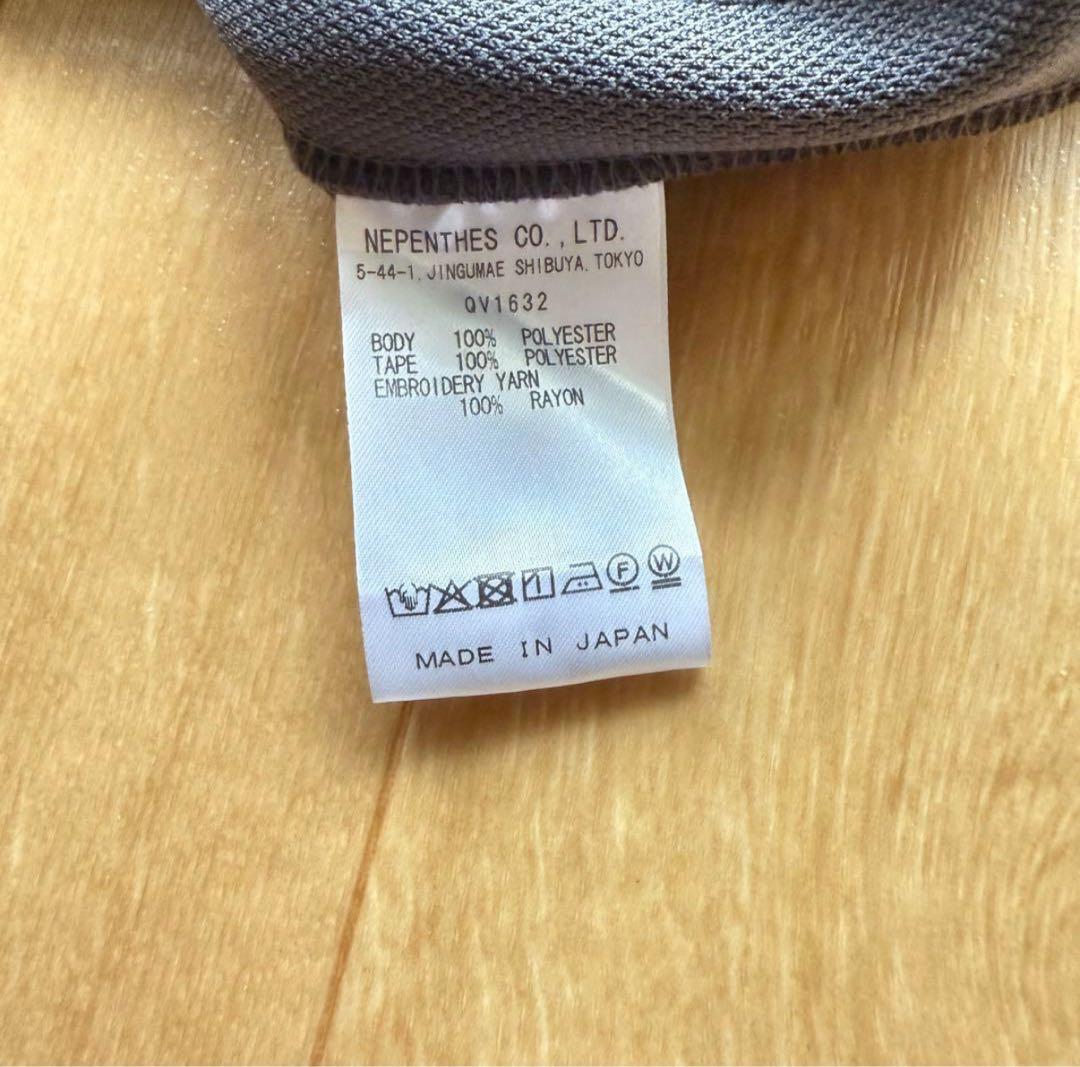 NEPENTHES CO.,LTD.
5-44-1, JINGUMAE SHIBUYA. TOKYO
QV1632
BODY 100% POLYESTER
TAPE 100% POLYESTER
EMBROIDERY YARN
100% RAYON
F W
MADE IN JAPAN